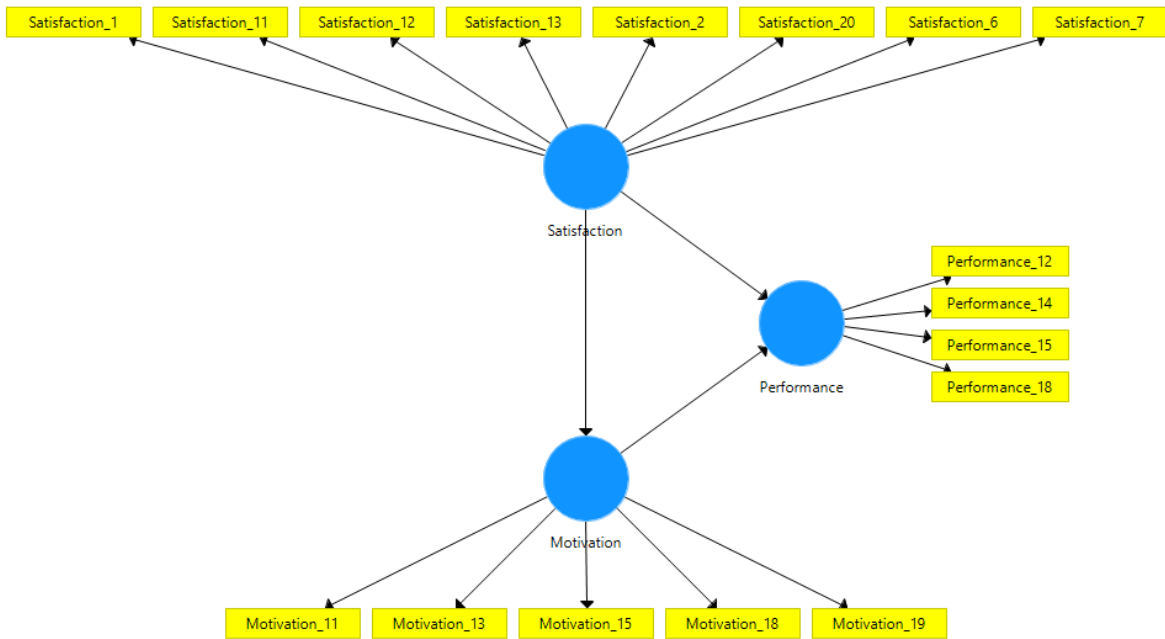 Satisfaction_1
Satisfaction_11
Satisfaction_12
Satisfaction_13
Satisfaction_2
Satisfaction_20
Satisfaction_6
Satisfaction_7
Satisfaction
Performance_12
Performance_14
Performance_15
Performance_18
Performance
Motivation
Motivation_11
Motivation_13
Motivation_15
Motivation_18
Motivation_19